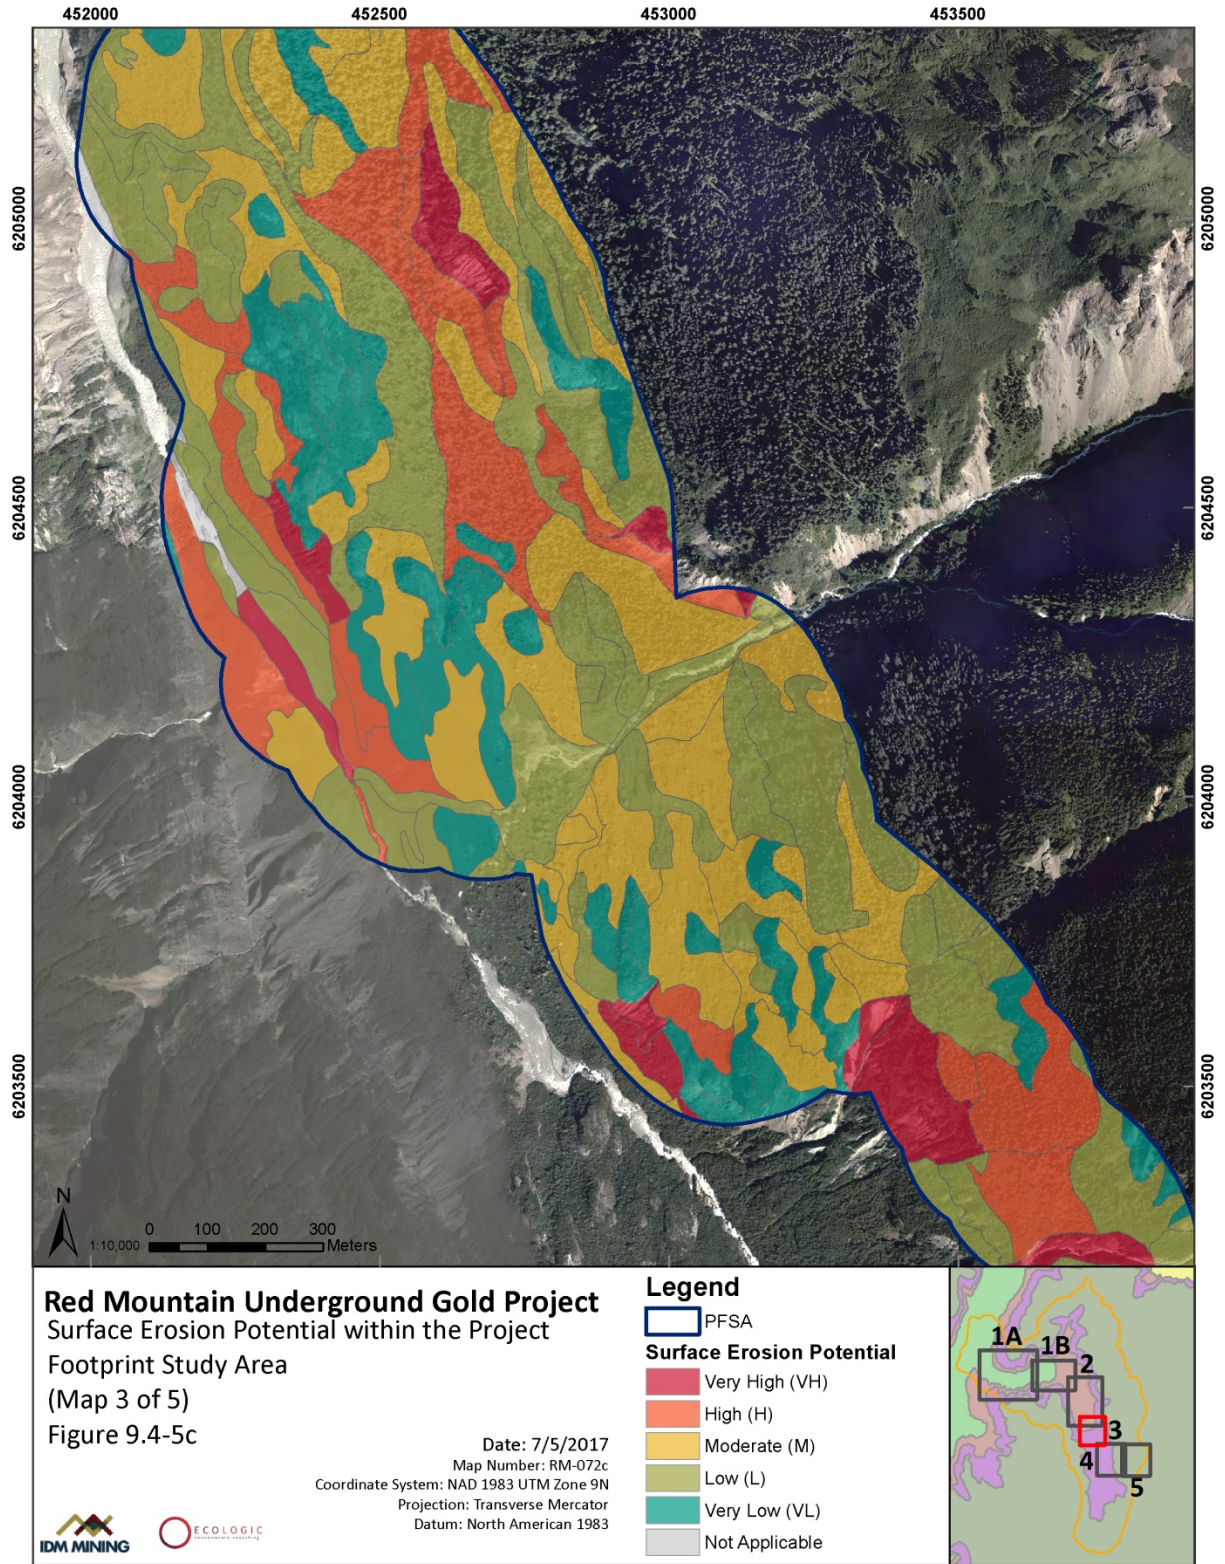 452000 452500 453000 453500
6205000 6205000
6204500 6204500
6204000 6204000
6203500 6203500
N
0 100 200 300
1:10,000 Meters
Red Mountain Underground Gold Project
Surface Erosion Potential within the Project
Footprint Study Area
(Map 3 of 5)
Figure 9.4-5c
Date: 7/5/2017
Map Number: RM-072c
Coordinate System: NAD 1983 UTM Zone 9N
Projection: Transverse Mercator
Datum: North American 1983
IDM MINING
ECOLOGIC
environmental consulting
Legend
PFSA
Surface Erosion Potential
Very High (VH)
High (H)
Moderate (M)
Low (L)
Very Low (VL)
Not Applicable
1A
1B
2
3
4
5